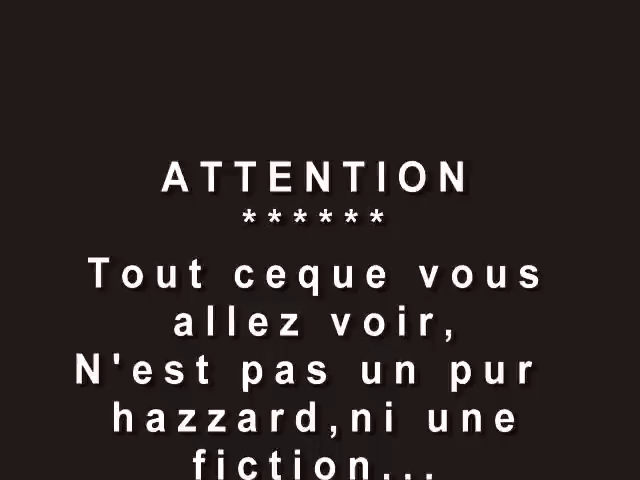 ATTENTION
******
Tout ceque vous
allez voir,
N'est pas un pur
hazzard,ni une
fiction...